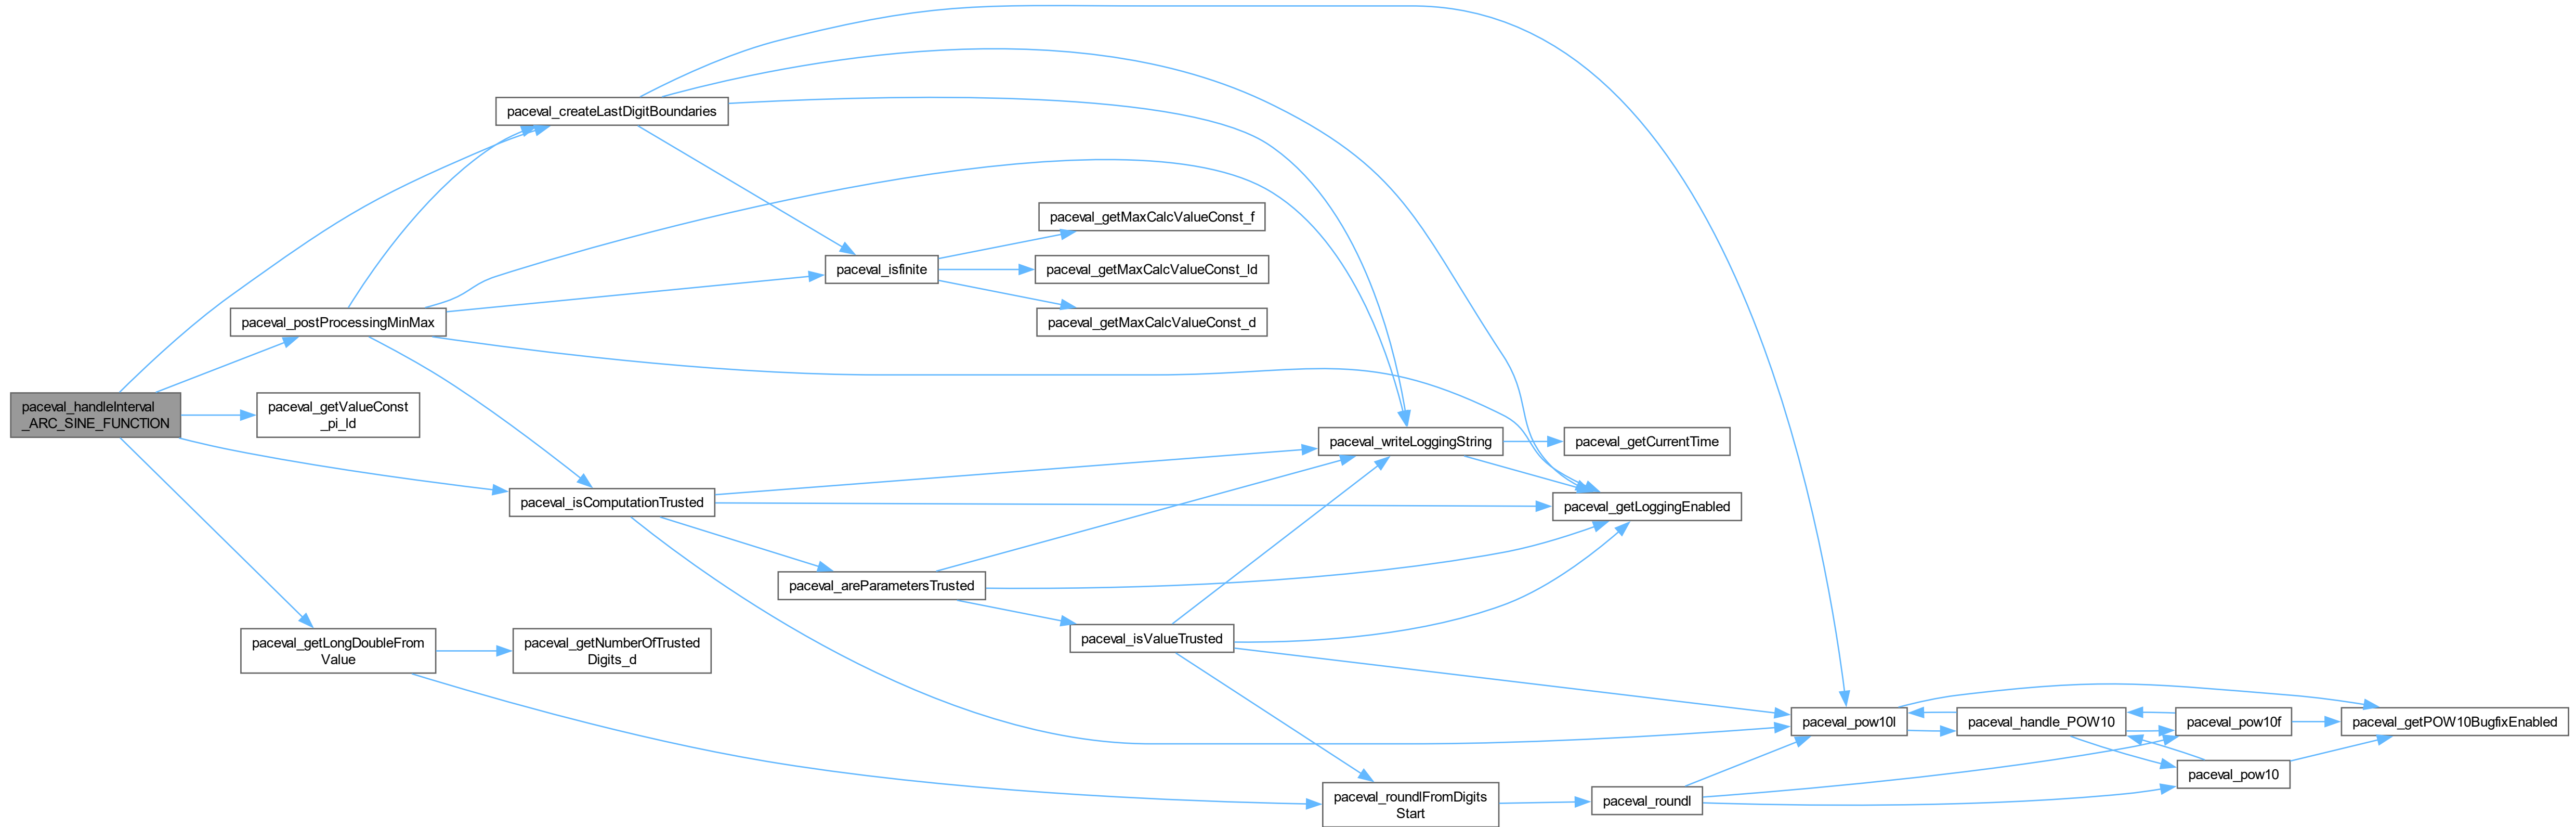 paceval_createLastDigitBoundaries
paceval_getMaxCalcValueConst_f
paceval_isfinite
paceval_getMaxCalcValueConst_ld
paceval_postProcessingMinMax
paceval_getMaxCalcValueConst_d
paceval_handleInterval
_ARC_SINE_FUNCTION
paceval_getValueConst
_pi_ld
paceval_writeLoggingString
paceval_getCurrentTime
paceval_isComputationTrusted
paceval_getLoggingEnabled
paceval_areParametersTrusted
paceval_isValueTrusted
paceval_getLongDoubleFrom
Value
paceval_getNumberOfTrusted
Digits_d
paceval_pow10l
paceval_handle_POW10
paceval_pow10f
paceval_getPOW10BugfixEnabled
paceval_pow10
paceval_roundlFromDigits
Start
paceval_roundl